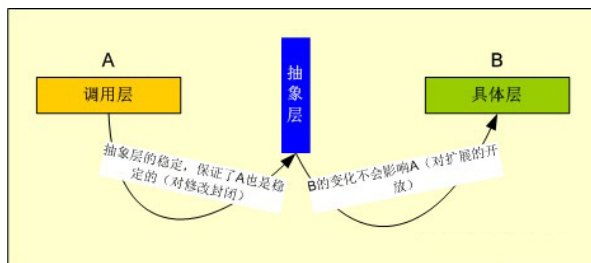 A
调用层
抽象层
B
具体层
抽象层的稳定，保证了A也是稳
定的（对修改封闭）
B的变化不会影响A（对扩展的开
放）